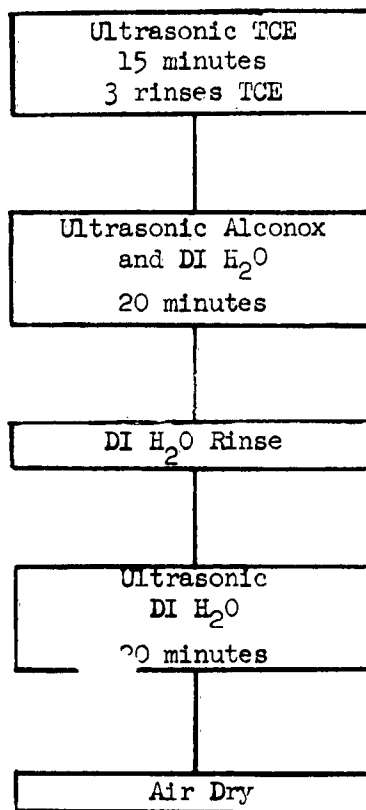 Ultrasonic TCE
15 minutes
3 rinses TCE
Ultrasonic Alconox
and DI H₂O
20 minutes
DI H₂O Rinse
Ultrasonic
DI H₂O
minutes
Air Dry